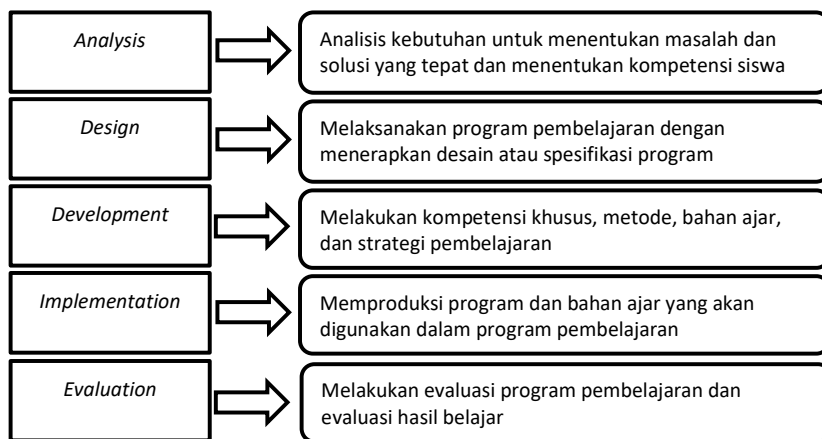 Analysis
Analisis kebutuhan untuk menentukan masalah dan
solusi yang tepat dan menentukan kompetensi siswa
Design
Melaksanakan program pembelajaran dengan
menerapkan desain atau spesifikasi program
Development
Melakukan kompetensi khusus, metode, bahan ajar,
dan strategi pembelajaran
Implementation
Memproduksi program dan bahan ajar yang akan
digunakan dalam program pembelajaran
Evaluation
Melakukan evaluasi program pembelajaran dan
evaluasi hasil belajar